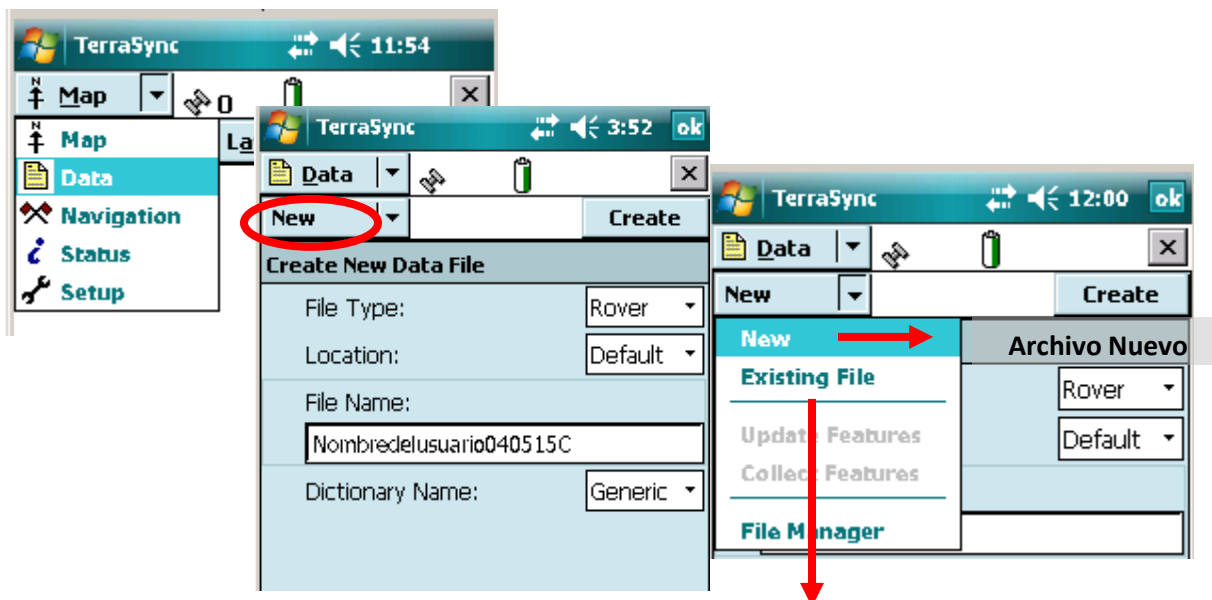 TerraSync 11:54
Map 0
Map La
Data
Navigation
Status
Setup
TerraSync 3:52 ok
Data
New Create
Create New Data File
File Type: Rover
Location: Default
File Name:
Nombredelusuario040515C
Dictionary Name: Generic
TerraSync 12:00 ok
Data
New Create
New Archivo Nuevo
Existing File Rover
Update Features Default
Collect Features
File Manager